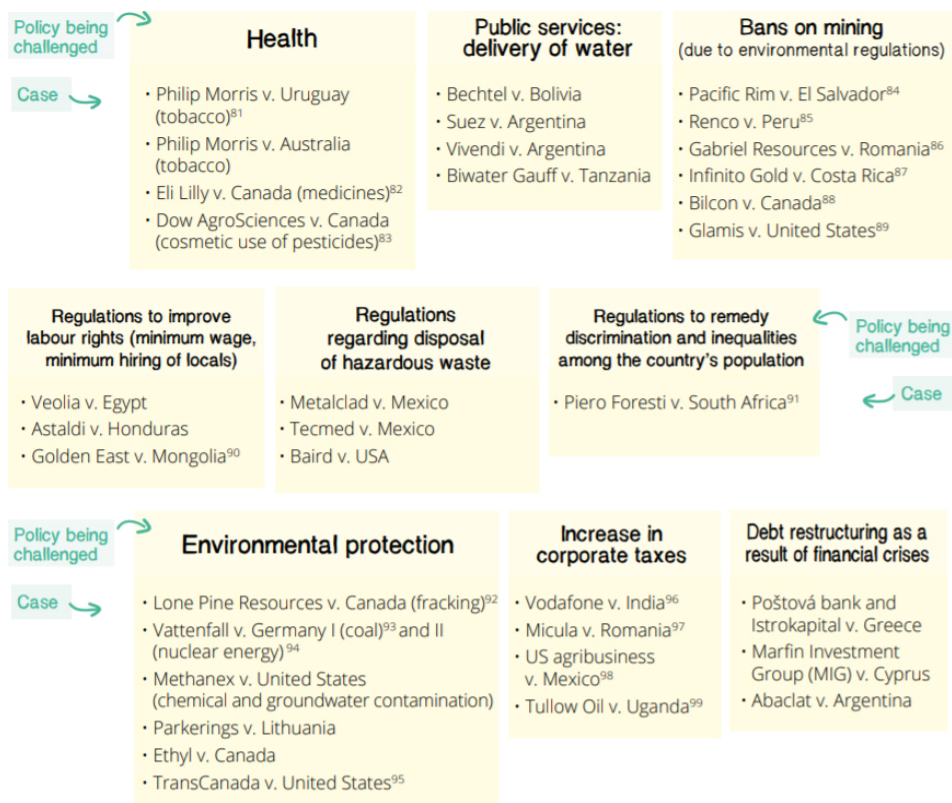 Policy being
challenged
Case
Health
• Philip Morris v. Uruguay
(tobacco)81
• Philip Morris v. Australia
(tobacco)
• Eli Lilly v. Canada (medicines)82
• Dow AgroSciences v. Canada
(cosmetic use of pesticides)83
Public services:
delivery of water
• Bechtel v. Bolivia
• Suez v. Argentina
• Vivendi v. Argentina
• Biwater Gauff v. Tanzania
Bans on mining
(due to environmental regulations)
• Pacific Rim v. El Salvador84
• Renco v. Peru85
• Gabriel Resources v. Romania86
• Infinito Gold v. Costa Rica87
• Bilcon v. Canada88
• Glamis v. United States89
Regulations to improve
labour rights (minimum wage,
minimum hiring of locals)
• Veolia v. Egypt
• Astaldi v. Honduras
• Golden East v. Mongolia90
Regulations
regarding disposal
of hazardous waste
• Metalclad v. Mexico
• Tecmed v. Mexico
• Baird v. USA
Regulations to remedy
discrimination and inequalities
among the country's population
• Piero Foresti v. South Africa91
Policy being
challenged
Case
Policy being
challenged
Case
Environmental protection
• Lone Pine Resources v. Canada (fracking)92
• Vattenfall v. Germany I (coal)93 and II
(nuclear energy) 94
• Methanex v. United States
(chemical and groundwater contamination)
• Parkerings v. Lithuania
• Ethyl v. Canada
• TransCanada v. United States95
Increase in
corporate taxes
• Vodafone v. India96
• Micula v. Romania97
• US agribusiness
v. Mexico98
• Tullow Oil v. Uganda99
Debt restructuring as a
result of financial crises
• Poštová bank and
Istrokapital v. Greece
• Marfin Investment
Group (MIG) v. Cyprus
• Abaclat v. Argentina